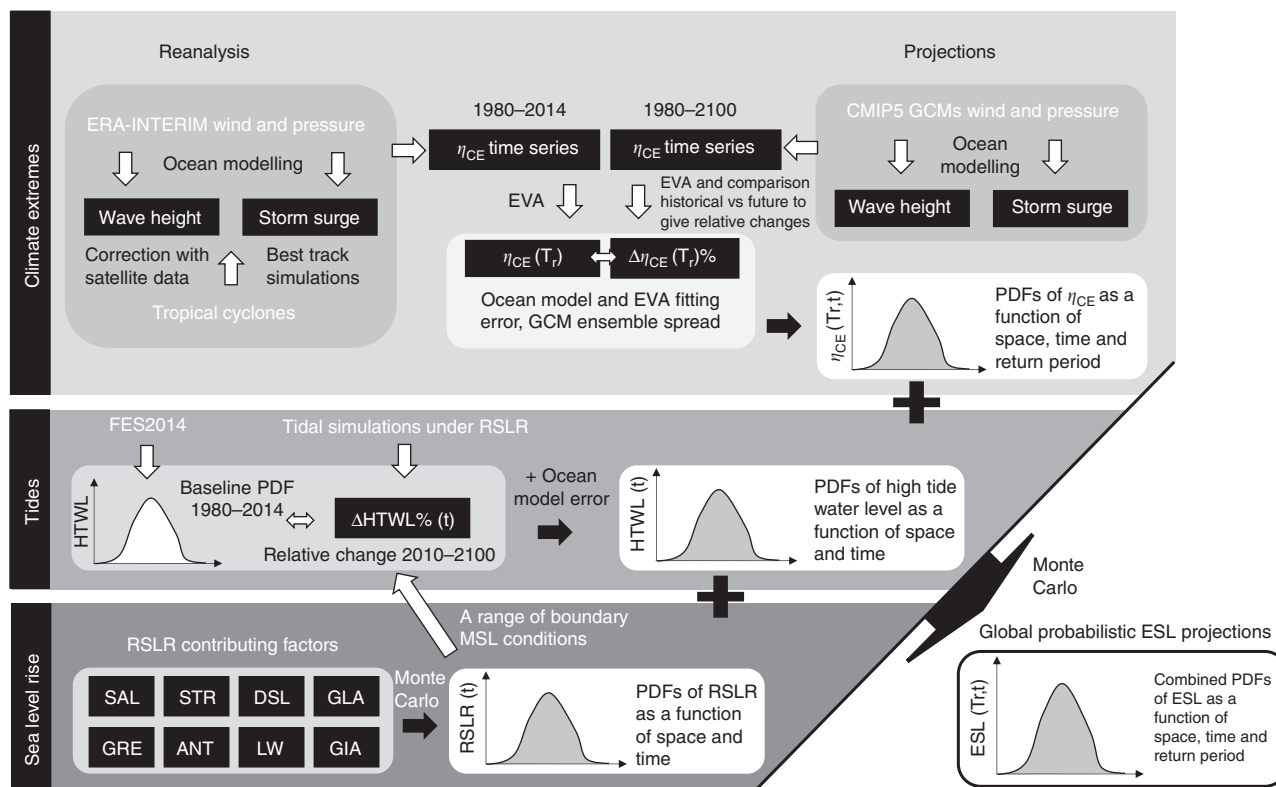 Climate extremes
Reanalysis
Projections
ERA-INTERIM wind and pressure
Ocean modelling
Wave height
Storm surge
Correction with
satellite data
Best track
simulations
Tropical cyclones
1980–2014
1980–2100
ηCE time series
ηCE time series
EVA
EVA and comparison
historical vs future to
give relative changes
CMIP5 GCMs wind and pressure
Ocean
modelling
Wave height
Storm surge
ηCE (Tr)
ΔηCE (Tr)%
Ocean model and EVA fitting
error, GCM ensemble spread
ηCE (Tr,t)
PDFs of ηCE as a
function of
space, time and
return period
Tides
FES2014
Tidal simulations under RSLR
HTWL
Baseline PDF
1980–2014
ΔHTWL% (t)
Relative change 2010–2100
+ Ocean
model error
HTWL (t)
PDFs of high tide
water level as a
function of space
and time
Monte
Carlo
Sea level rise
RSLR contributing factors
A range of boundary
MSL conditions
SAL
STR
DSL
GLA
GRE
ANT
LW
GIA
Monte
Carlo
RSLR (t)
PDFs of RSLR
as a function
of space and
time
Global probabilistic ESL projections
ESL (Tr,t)
Combined PDFs
of ESL as a
function of
space, time and
return period